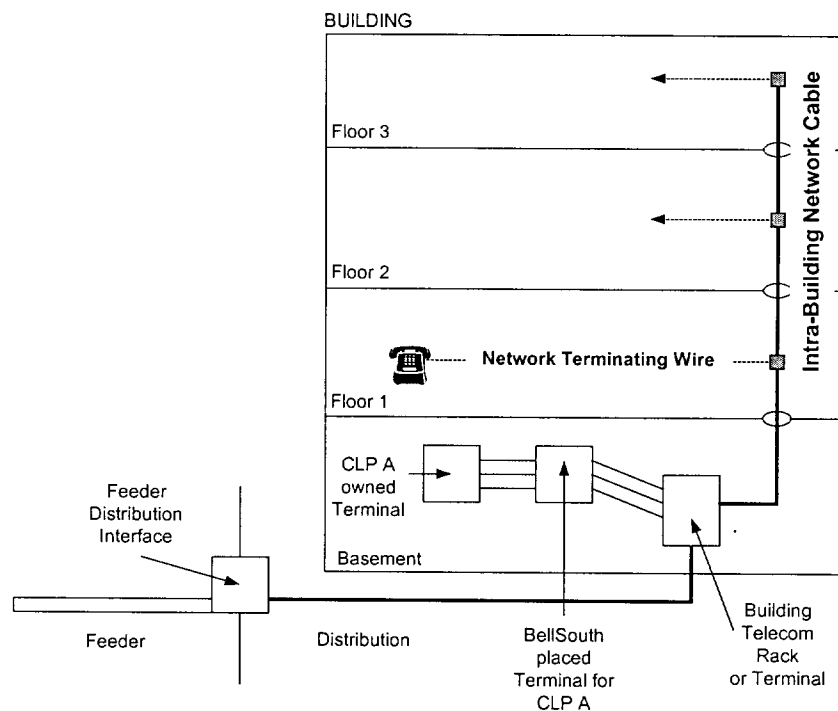 BUILDING
Floor 3
Floor 2
Intra-Building Network Cable
Network Terminating Wire
Floor 1
CLP A
owned
Terminal
Feeder
Distribution
Interface
Basement
Feeder
Distribution
BellSouth
placed
Terminal for
CLP A
Building
Telecom
Rack
or Terminal